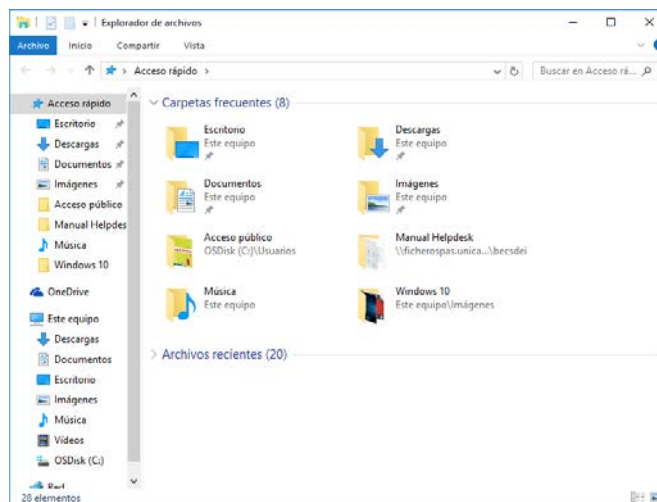 Explorador de archivos
Archivo Inicio Compartir Vista
Acceso rápido
Buscar en Acceso rá...
Acceso rápido
Escritorio
Descargas
Documentos
Imágenes
Acceso público
Manual Helpdes
Música
Windows 10
OneDrive
Este equipo
Descargas
Documentos
Escritorio
Imágenes
Música
Vídeos
OSDisk (C:)
Red
Carpetas frecuentes (8)
Escritorio
Este equipo
Descargas
Este equipo
Documentos
Este equipo
Imágenes
Este equipo
Acceso público
OSDisk (C:)\Usuarios
Manual Helpdesk
\\ficherospas.unica...\becsdei
Música
Este equipo
Windows 10
Este equipo\Imágenes
Archivos recientes (20)
28 elementos